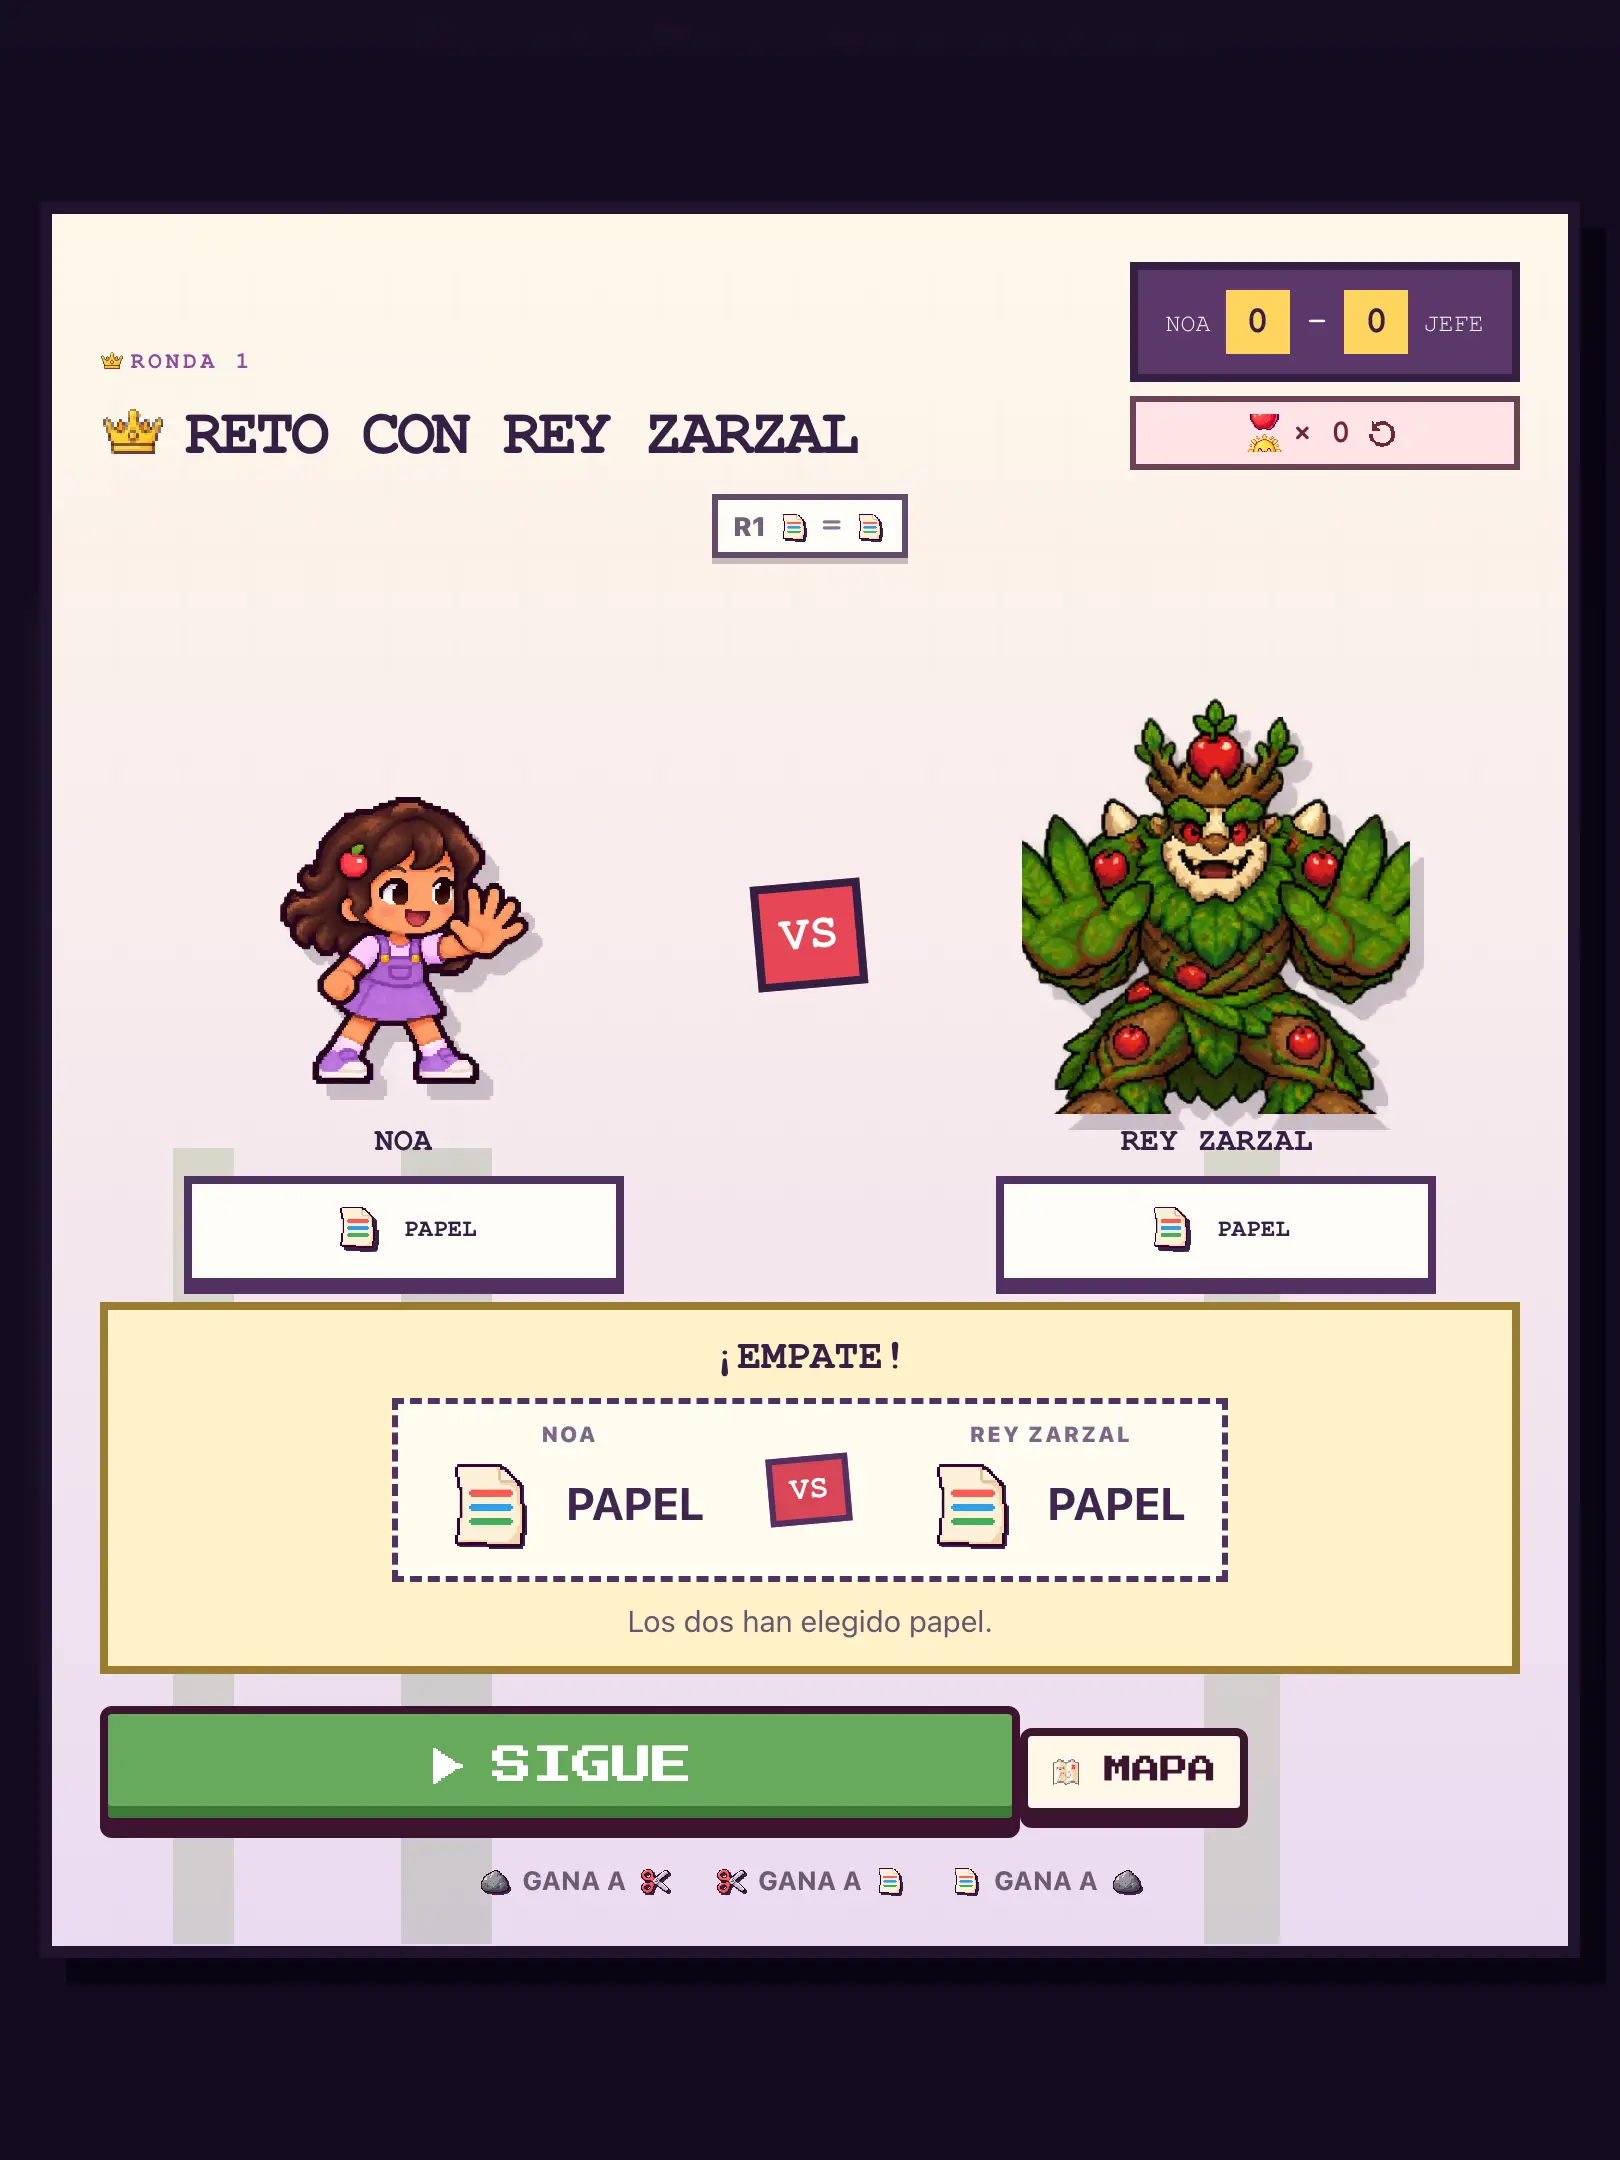 NOA 0 – 0 JEFE
RONDA 1
RETO CON REY ZARZAL
× 0
R1 =
VS
NOA
REY ZARZAL
PAPEL
PAPEL
¡EMPATE!
NOA
REY ZARZAL
PAPEL
VS
PAPEL
Los dos han elegido papel.
SIGUE
MAPA
GANA A
GANA A
GANA A